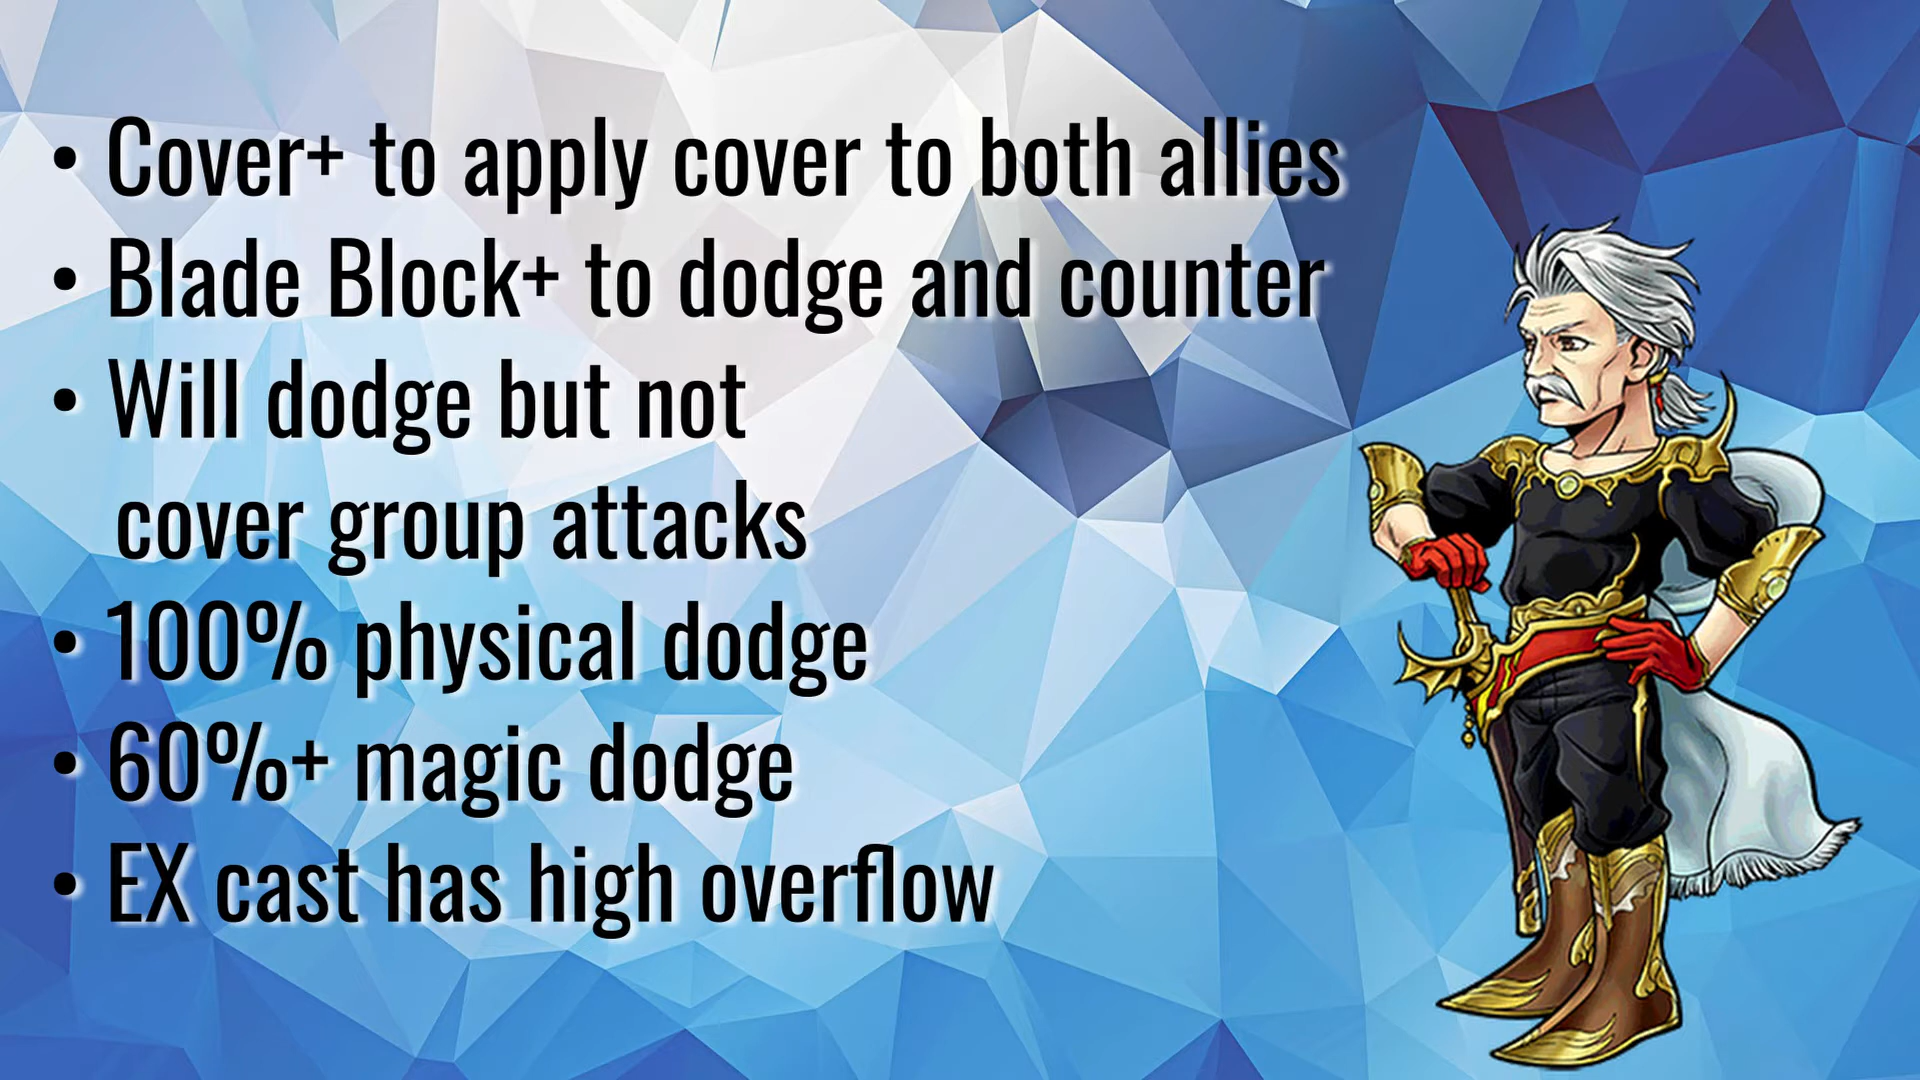 • Cover+ to apply cover to both allies
• Blade Block+ to dodge and counter
• Will dodge but not
cover group attacks
• 100% physical dodge
• 60%+ magic dodge
• EX cast has high overflow